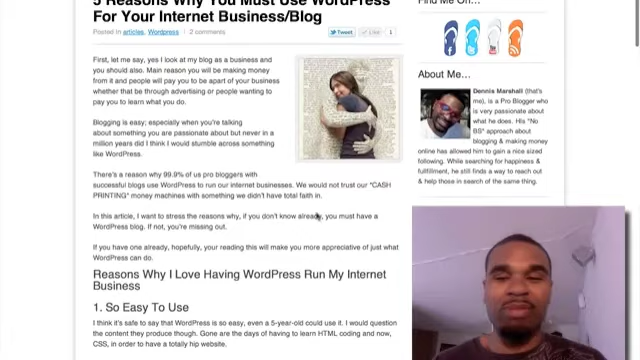 5 Reasons Why You Must Use WordPress
For Your Internet Business/Blog
Posted in articles, Wordpress | 2 comments
Tweet
Like
1
First, let me say, yes I look at my blog as a business and
you should also. Main reason you will be making money
from it and people will pay you to be apart of your business
whether that be through advertising or people wanting to
pay you to learn what you do.
Blogging is easy; especially when you're talking
about something you are passionate about but never in a
million years did I think I would stumble across something
like WordPress.
There's a reason why 99.9% of us pro bloggers with
successful blogs use WordPress to run our internet businesses. We would not trust our "CASH
PRINTING" money machines with something we didn't have total faith in.
In this article, I want to stress the reasons why, if you don't know already, you must have a
WordPress blog. If not, you're missing out.
If you have one already, hopefully, your reading this will make you more appreciative of just what
WordPress can do.
Reasons Why I Love Having WordPress Run My Internet
Business
1. So Easy To Use
I think it's safe to say that WordPress is so easy, even a 5-year-old could use it. I would question
the content they produce though. Gone are the days of having to learn HTML coding and now,
CSS, in order to have a totally hip website.
Find Me On...
About Me...
Dennis Marshall (that's
me), is a Pro Blogger who
is very passionate about
what he does. His "No
BS" approach about
blogging & making money
online has allowed him to gain a nice sized
following. While searching for happiness &
fulfillment, he still finds a way to reach out
& help those in search of the same thing.